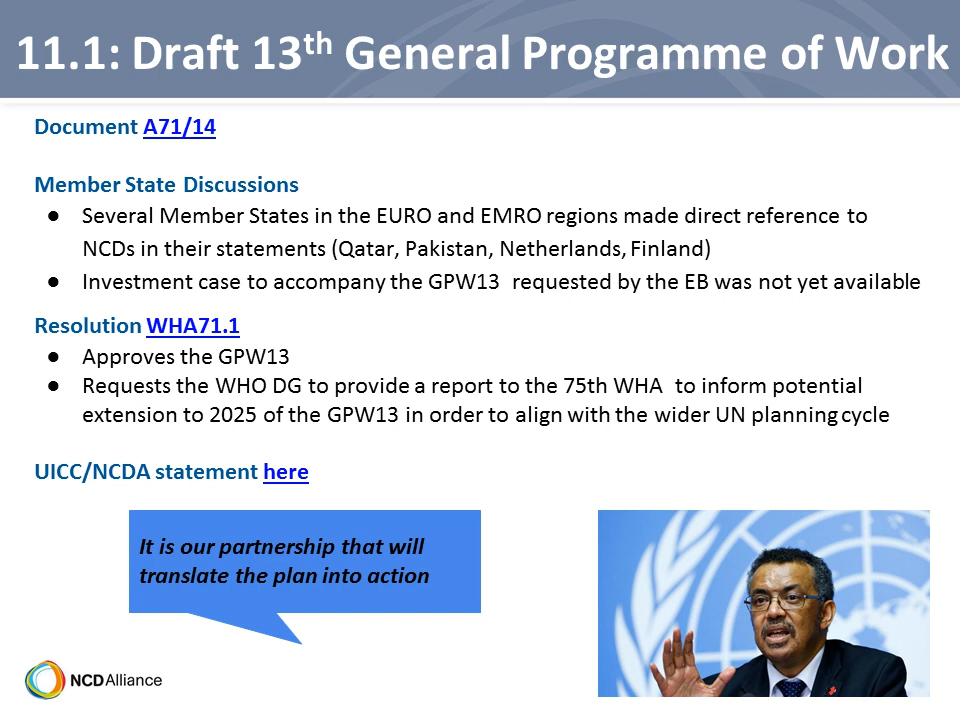 11.1: Draft 13th General Programme of Work
Document A71/14
Member State Discussions
● Several Member States in the EURO and EMRO regions made direct reference to
NCDs in their statements (Qatar, Pakistan, Netherlands, Finland)
● Investment case to accompany the GPW13 requested by the EB was not yet available
Resolution WHA71.1
● Approves the GPW13
● Requests the WHO DG to provide a report to the 75th WHA to inform potential
extension to 2025 of the GPW13 in order to align with the wider UN planning cycle
UICC/NCDA statement here
It is our partnership that will
translate the plan into action
NCD Alliance